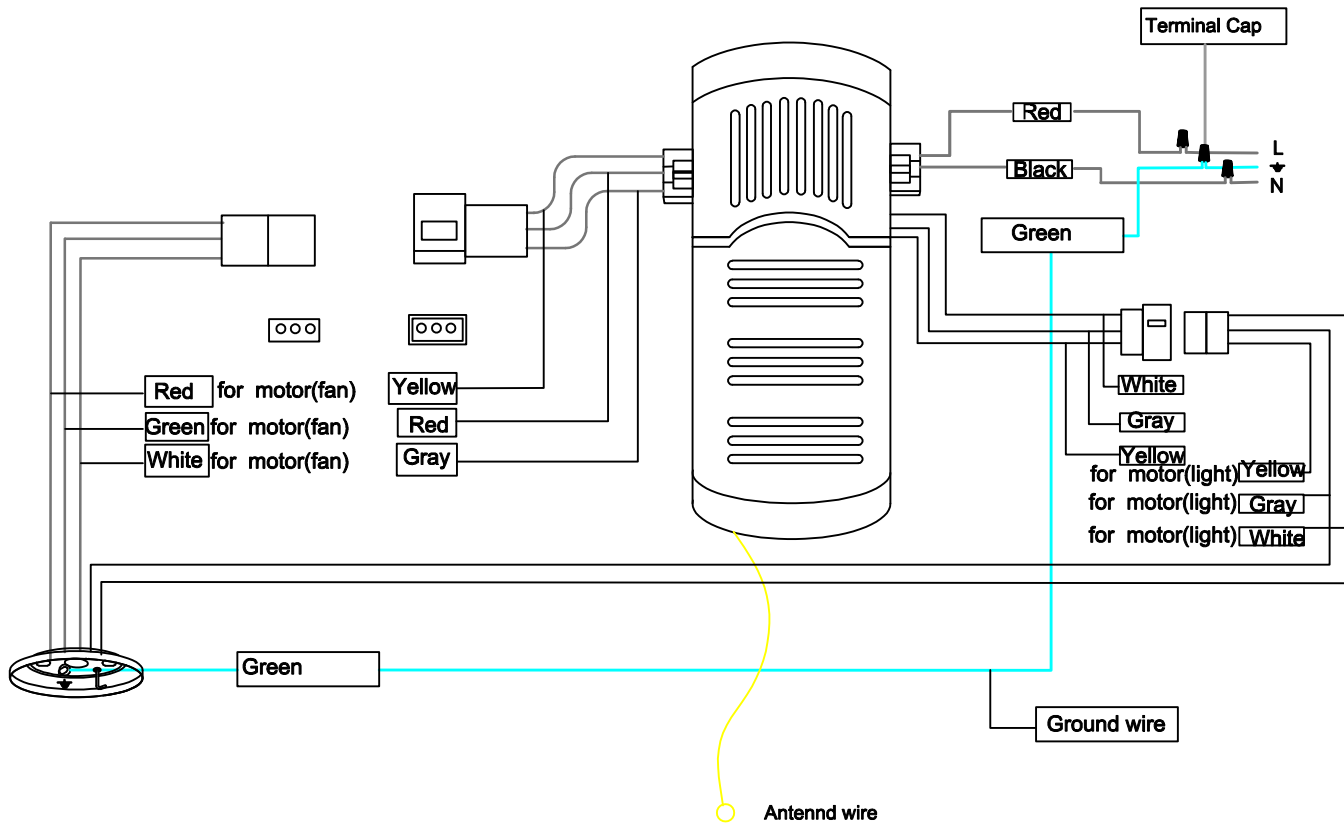 Terminal Cap
Red
L
Black
N
Green
Red for motor(fan)
Green for motor(fan)
White for motor(fan)
Yellow
Red
Gray
White
Gray
Yellow
for motor(light) Yellow
for motor(light) Gray
for motor(light) White
Green
L
Ground wire
Antennd wire